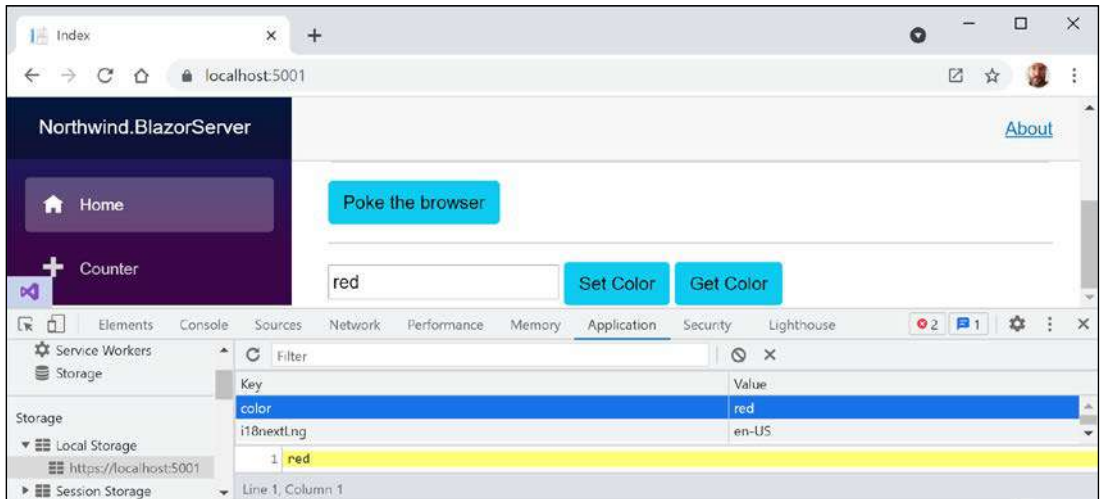 Index
localhost:5001
Northwind.BlazorServer
About
Home
Poke the browser
Counter
red Set Color Get Color
Elements Console Sources Network Performance Memory Application Security Lighthouse 2 1
Service Workers
Storage
Filter
Key Value
color red
i18nextLng en-US
1 red
Line 1, Column 1
Storage
Local Storage
https://localhost:5001
Session Storage